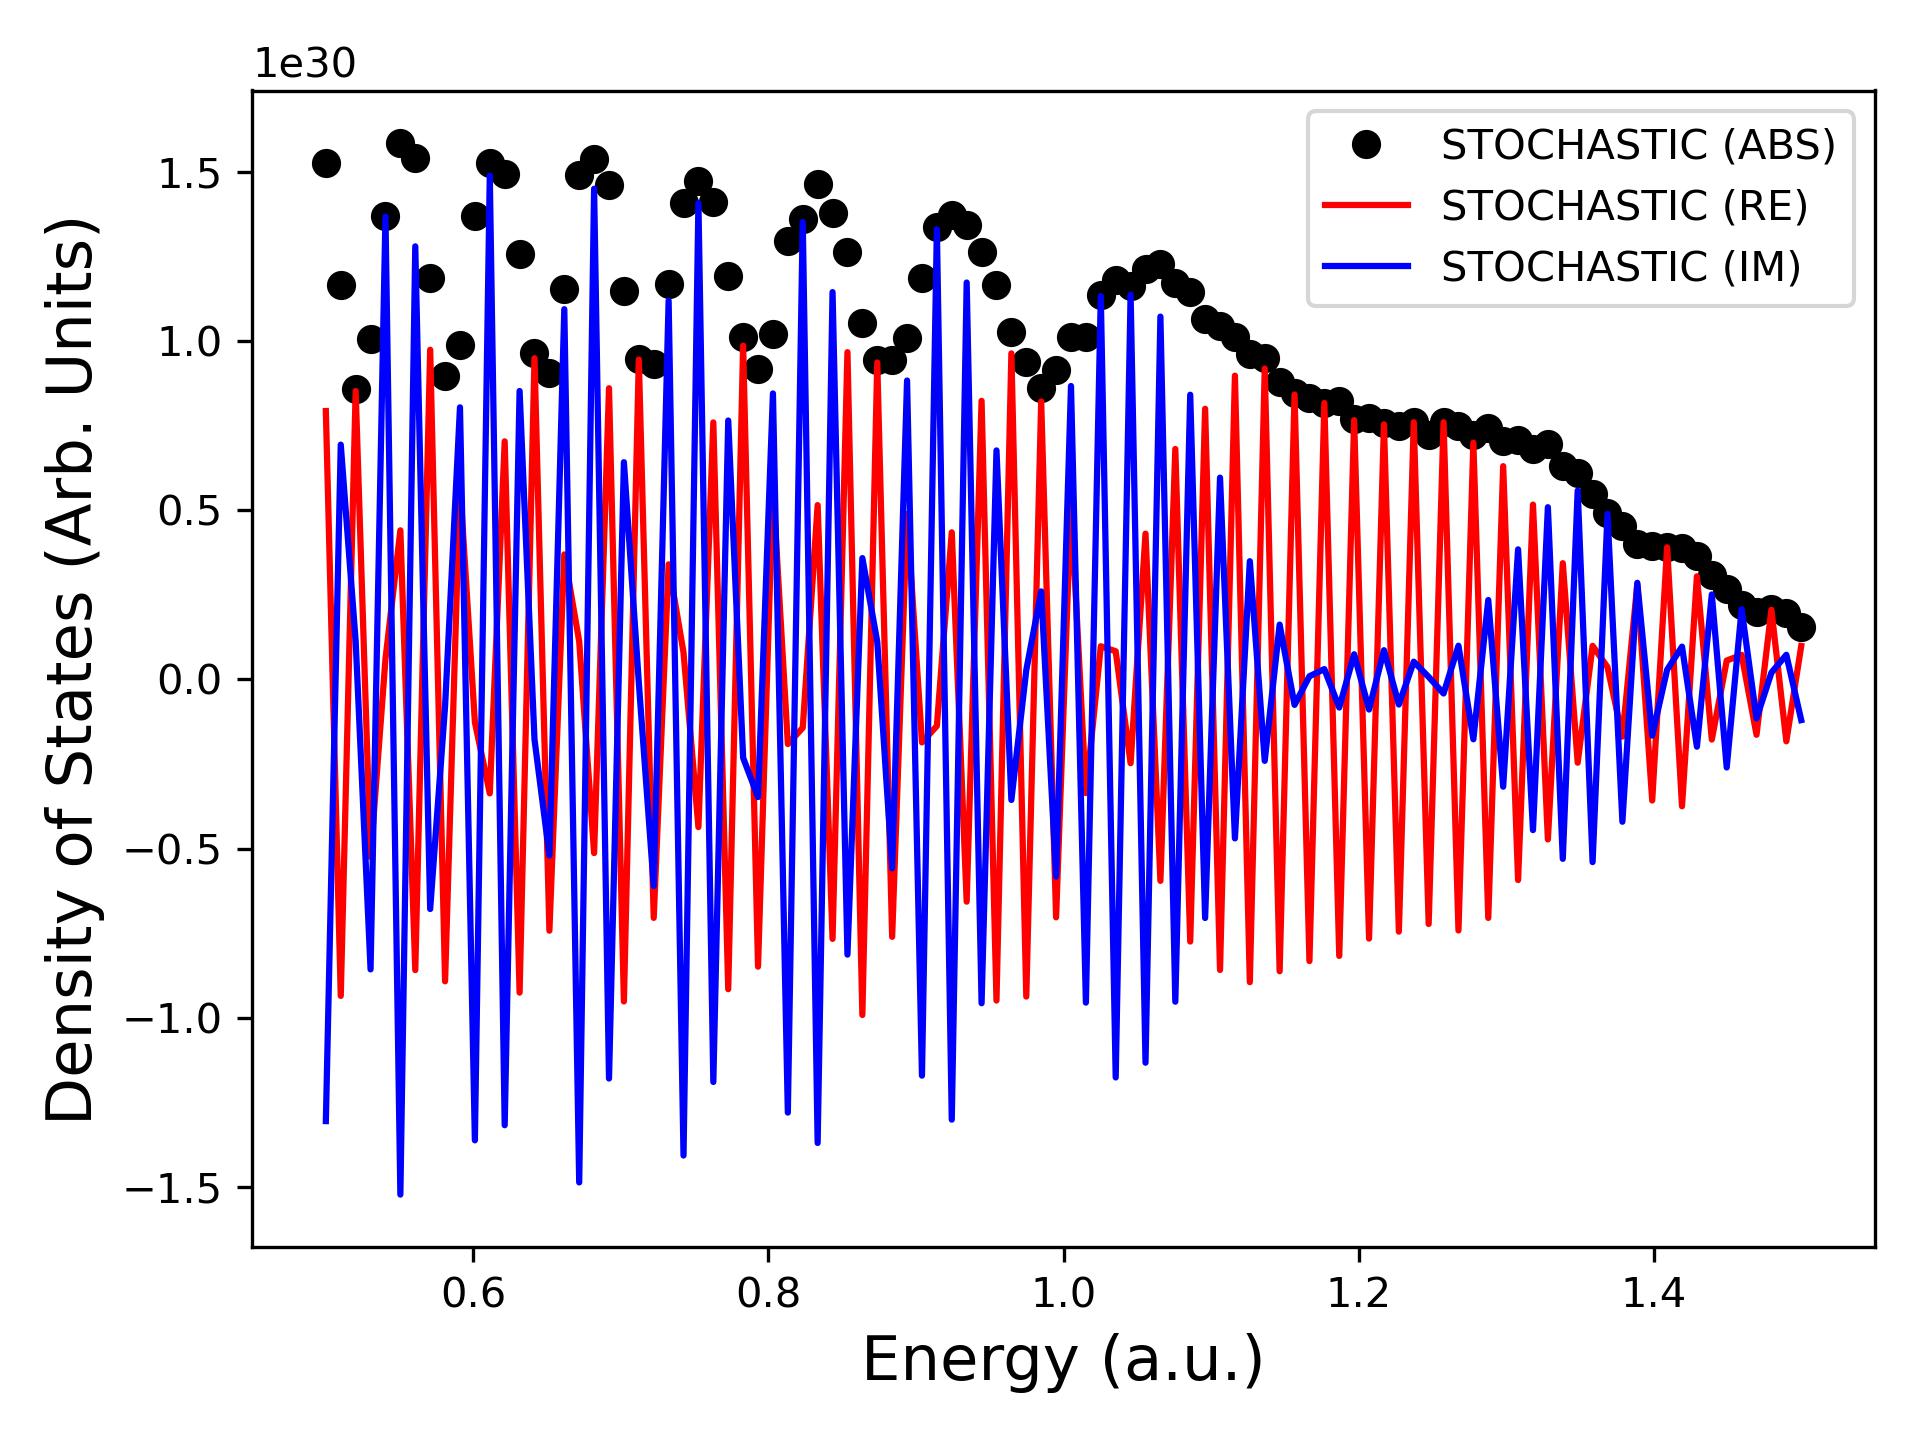 1e30
STOCHASTIC (ABS)
STOCHASTIC (RE)
STOCHASTIC (IM)
1.5
1.0
0.5
0.0
−0.5
−1.0
−1.5
Density of States (Arb. Units)
0.6 0.8 1.0 1.2 1.4
Energy (a.u.)